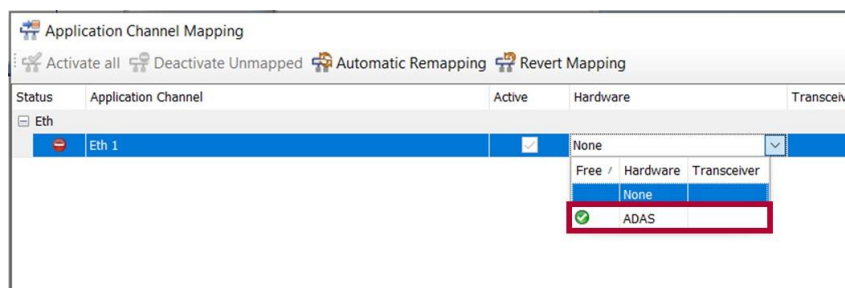 Application Channel Mapping
Activate all Deactivate Unmapped Automatic Remapping Revert Mapping
Status Application Channel Active Hardware
Eth
Eth 1 None
Free Hardware Transceiver
None
ADAS